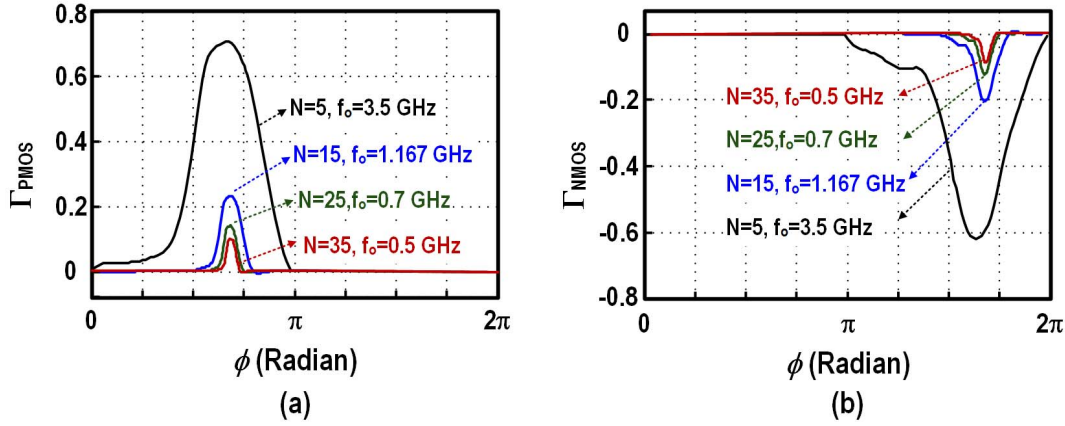 0.8
0.6
0.4
0.2
0
ΓPMOS
N=5, fo=3.5 GHz
N=15, fo=1.167 GHz
N=25,fo=0.7 GHz
N=35, fo=0.5 GHz
0
π
2π
ϕ (Radian)
(a)
0
-0.2
-0.4
-0.6
-0.8
ΓNMOS
N=35, fo=0.5 GHz
N=25,fo=0.7 GHz
N=15, fo=1.167 GHz
N=5, fo=3.5 GHz
0
π
2π
ϕ (Radian)
(b)